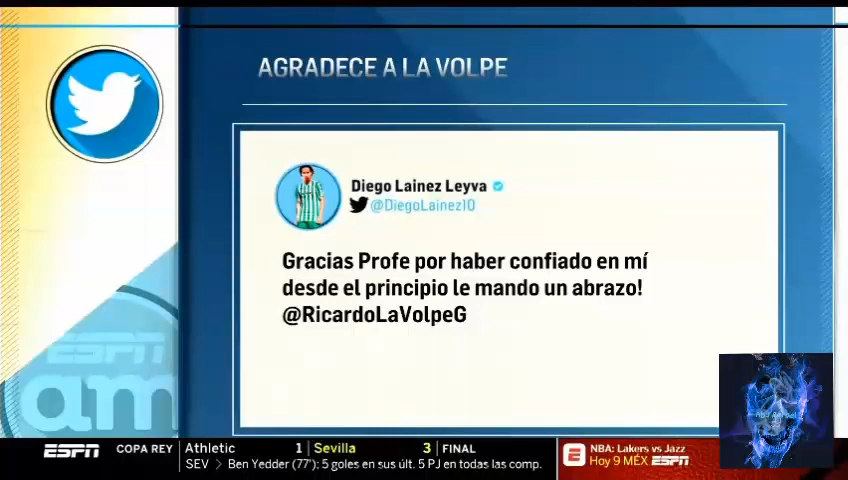 AGRADECE A LA VOLPE
Diego Lainez Leyva
@DiegoLainez10
Gracias Profe por haber confiado en mí
desde el principio le mando un abrazo!
@RicardoLaVolpeG
ESPN
am
ESPN COPA REY Athletic 1 Sevilla 3 FINAL
SEV > Ben Yedder (77'): 5 goles en sus últ. 5 PJ en todas las comp.
E NBA: Lakers vs Jazz
Hoy 9 MÉX ESPN